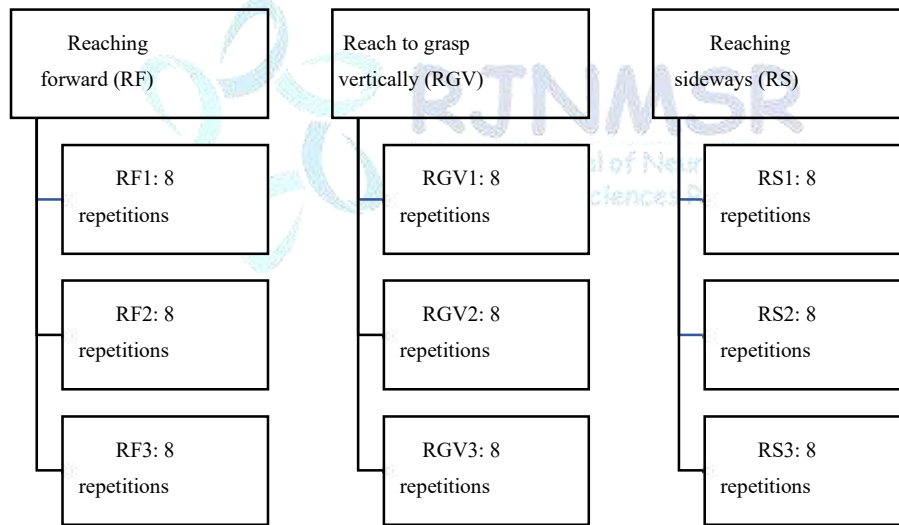 Reaching
forward (RF)
Reach to grasp
vertically (RGV)
Reaching
sideways (RS)
RJNMSR
RF1: 8
repetitions
RGV1: 8
repetitions
RS1: 8
repetitions
RF2: 8
repetitions
RGV2: 8
repetitions
RS2: 8
repetitions
RF3: 8
repetitions
RGV3: 8
repetitions
RS3: 8
repetitions